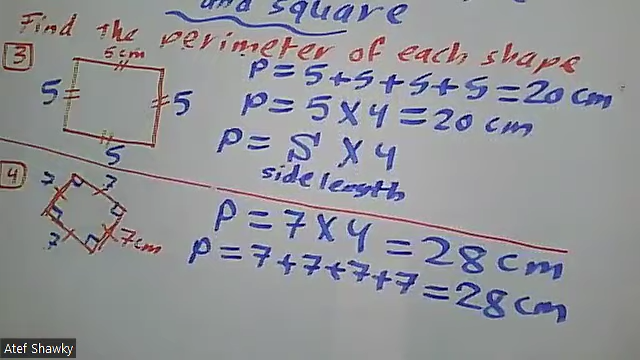 and square
Find the perimeter of each shape
3
5cm
5
5
5
P = 5+5+5+5 = 20 cm
P = 5 × 4 = 20 cm
P = S × 4
side length
4
7
7
7
7cm
P = 7 × 4 = 28 cm
P = 7+7+7+7 = 28 cm
Atef Shawky